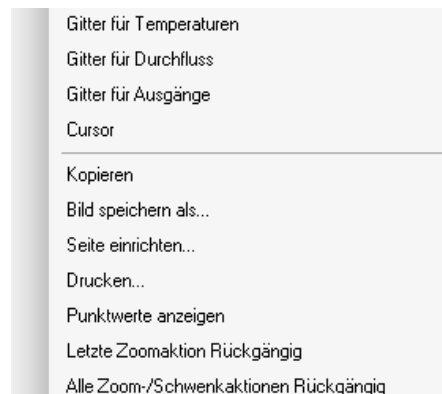 Gitter für Temperaturen
Gitter für Durchfluss
Gitter für Ausgänge
Cursor
Kopieren
Bild speichern als...
Seite einrichten...
Drucken...
Punktwerte anzeigen
Letzte Zoomaktion Rückgängig
Alle Zoom-/Schwenkaktionen Rückgängig